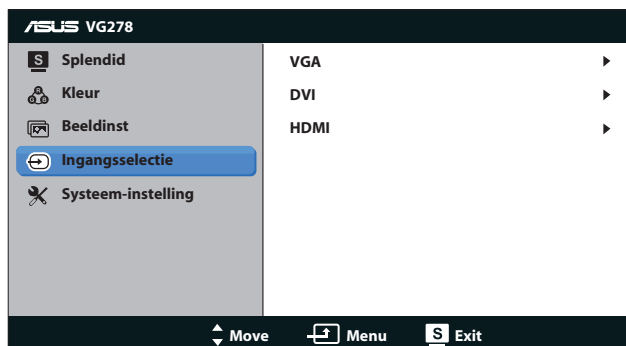 ASUS VG278
S Splendid
Kleur
Beeldinst
Ingangsselectie
Systeem-instelling
VGA
DVI
HDMI
Move Menu S Exit